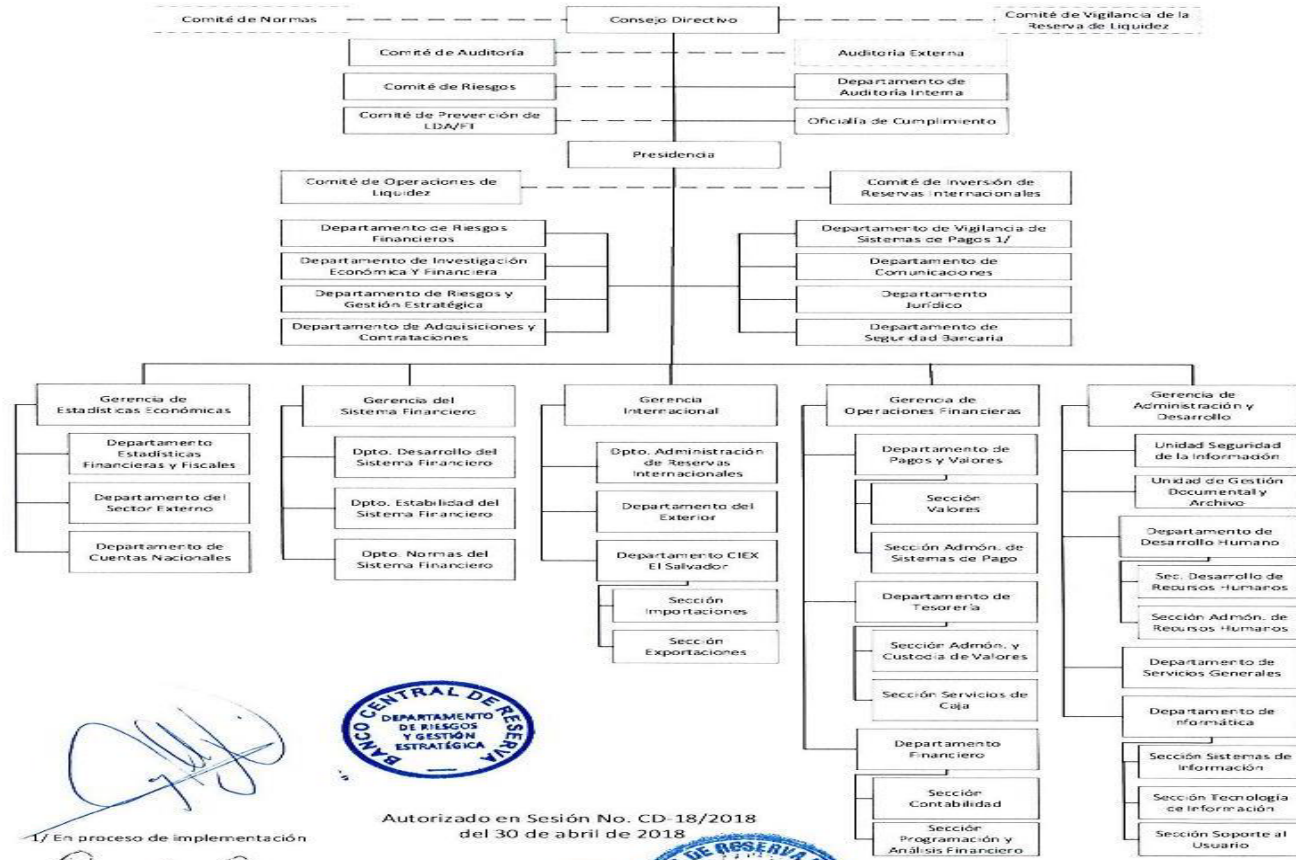 Comité de Normas
Consejo Directivo
Comité de Vigilancia de la
Reserva de Liquidez
Comité de Auditoría
Auditoría Externa
Comité de Riesgos
Departamento de
Auditoría Interna
Comité de Prevención de
LDA/FT
Oficialía de Cumplimiento
Presidencia
Comité de Operaciones de
Liquidez
Comité de Inversión de
Reservas Internacionales
Departamento de Riesgos
Financieros
Departamento de Vigilancia de
Sistemas de Pagos 1/
Departamento de Investigación
Económica Y Financiera
Departamento de
Comunicaciones
Departamento de Riesgos y
Gestión Estratégica
Departamento
Jurídico
Departamento de Adquisiciones y
Contrataciones
Departamento de
Seguridad Bancaria
Gerencia de
Estadísticas Económicas
Departamento
Estadísticas
Financieras y Fiscales
Departamento del
Sector Externo
Departamento de
Cuentas Nacionales
Gerencia del
Sistema Financiero
Dpto. Desarrollo del
Sistema Financiero
Dpto. Estabilidad del
Sistema Financiero
Dpto. Normas del
Sistema Financiero
Gerencia
Internacional
Dpto. Administración
de Reservas
Internacionales
Departamento del
Exterior
Departamento CIEX
El Salvador
Sección
Importaciones
Sección
Exportaciones
Gerencia de
Operaciones Financieras
Departamento de
Pagos y Valores
Sección
Valores
Sección Admón. de
Sistemas de Pago
Departamento de
Tesorería
Sección Admón. y
Custodia de Valores
Sección Servicios de
Caja
Departamento
Financiero
Sección
Contabilidad
Sección
Programación y
Análisis Financiero
Gerencia de
Administración y
Desarrollo
Unidad Seguridad
de la Información
Unidad de Gestión
Documental y
Archivo
Departamento de
Desarrollo Humano
Sec. Desarrollo de
Recursos Humanos
Sección Admón. de
Recursos Humanos
Departamento de
Servicios Generales
Departamento de
Informática
Sección Sistemas de
Información
Sección Tecnología
de Información
Sección Soporte al
Usuario
BANCO CENTRAL DE RESERVA
DEPARTAMENTO
DE RIESGOS
Y GESTIÓN
ESTRATÉGICA
1/ En proceso de implementación
Autorizado en Sesión No. CD-18/2018
del 30 de abril de 2018
DE RESERVA